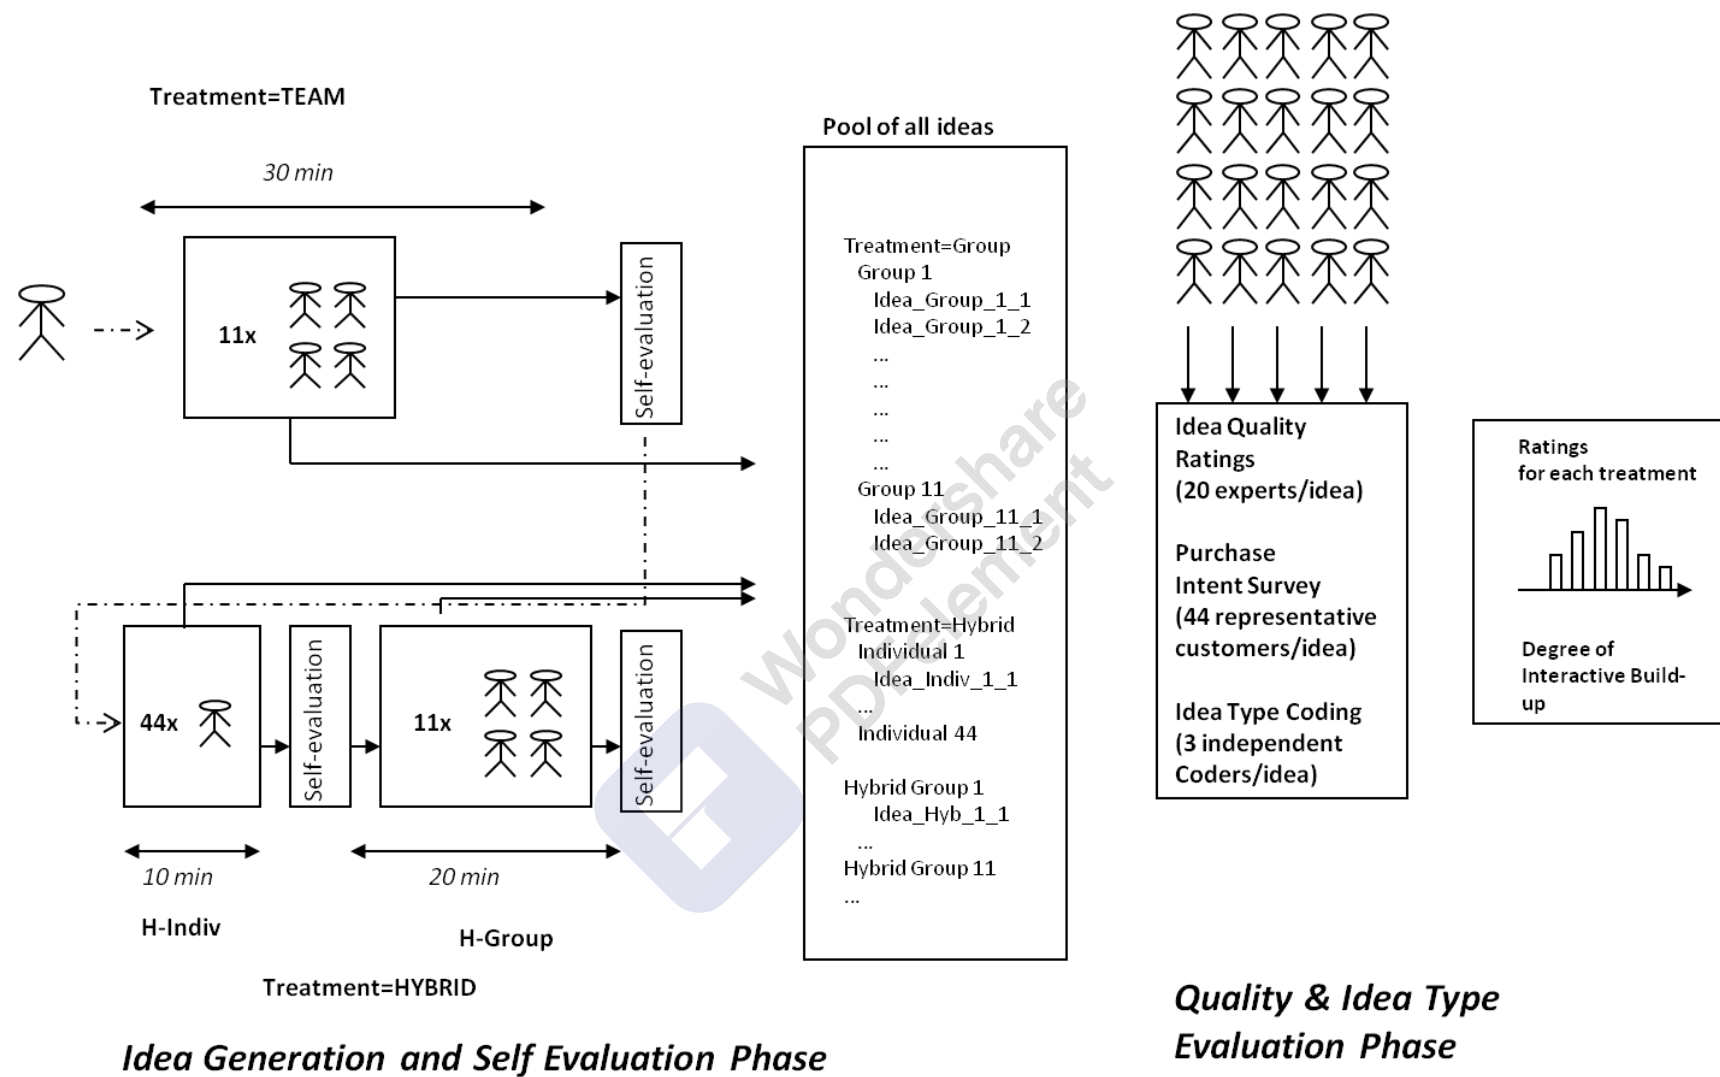 Treatment=TEAM
30 min
11x
Self-evaluation
44x
Self-evaluation
11x
Self-evaluation
10 min
20 min
H-Indiv
H-Group
Treatment=HYBRID
Idea Generation and Self Evaluation Phase
Pool of all ideas
Treatment=Group
Group 1
Idea_Group_1_1
Idea_Group_1_2
...
...
...
...
...
Group 11
Idea_Group_11_1
Idea_Group_11_2
Treatment=Hybrid
Individual 1
Idea_Indiv_1_1
...
Individual 44
Hybrid Group 1
Idea_Hyb_1_1
...
Hybrid Group 11
...
Idea Quality
Ratings
(20 experts/idea)
Purchase
Intent Survey
(44 representative
customers/idea)
Idea Type Coding
(3 independent
Coders/idea)
Ratings
for each treatment
Degree of
Interactive Build-
up
Quality & Idea Type
Evaluation Phase
Wondershare
PDFelement